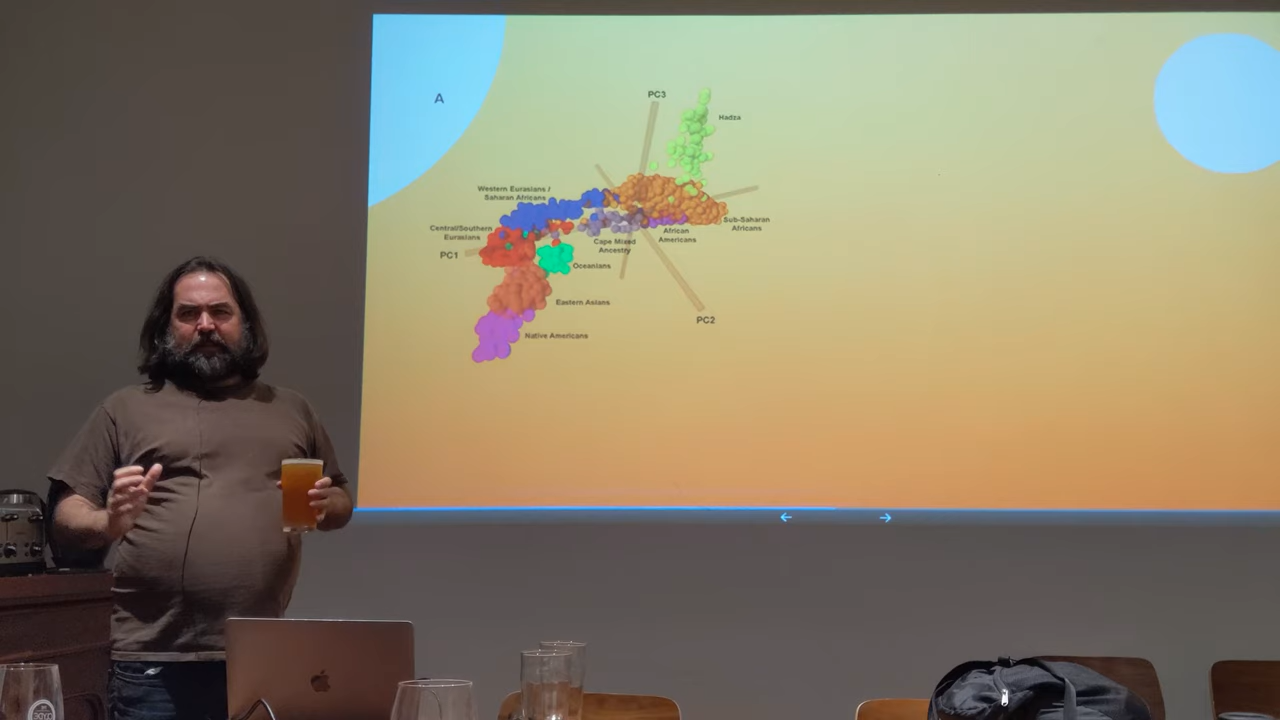 A
PC3
Hadza
Western Eurasians /
Saharan Africans
Central/Southern
Eurasians
PC1
Sub-Saharan
Africans
African
Americans
Cape Mixed
Ancestry
Oceanians
Eastern Asians
PC2
Native Americans
← →